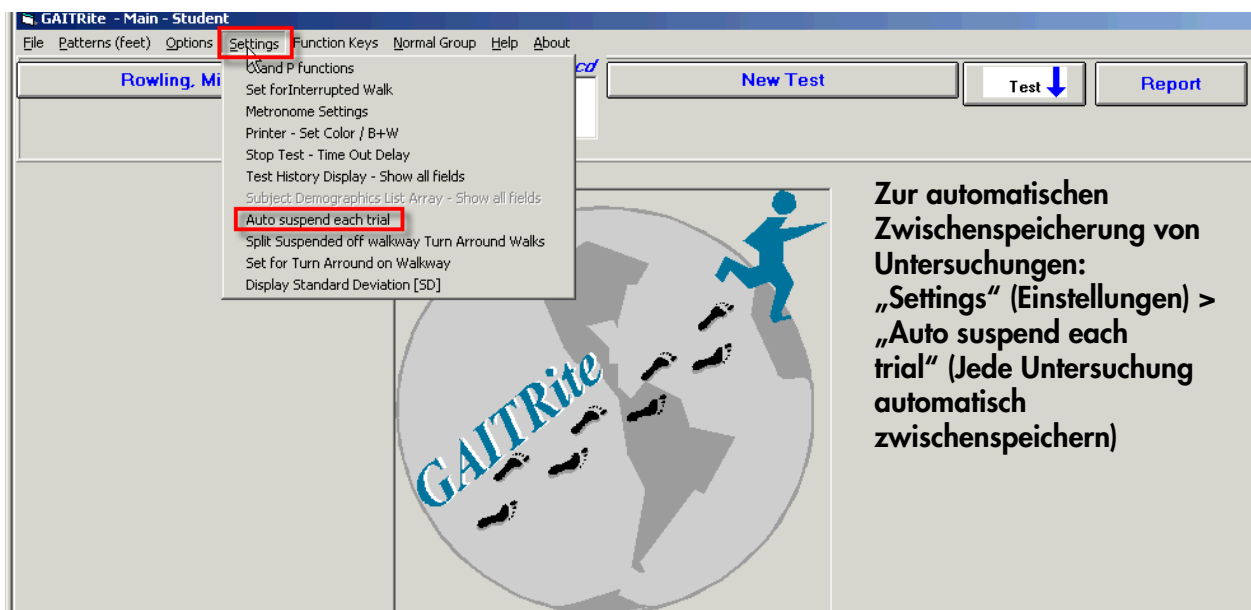 GAITRite - Main - Student
File Patterns (feet) Options Settings Function Keys Normal Group Help About
Rowling, Mi
cd
New Test
Test
Report
and P functions
Set forInterrupted Walk
Metronome Settings
Printer - Set Color / B+W
Stop Test - Time Out Delay
Test History Display - Show all fields
Subject Demographics List Array - Show all fields
Auto suspend each trial
Split Suspended off walkway Turn Arround Walks
Set for Turn Arround on Walkway
Display Standard Deviation [SD]
GAITRite
Zur automatischen
Zwischenspeicherung von
Untersuchungen:
„Settings“ (Einstellungen) >
„Auto suspend each
trial“ (Jede Untersuchung
automatisch
zwischenspeichern)